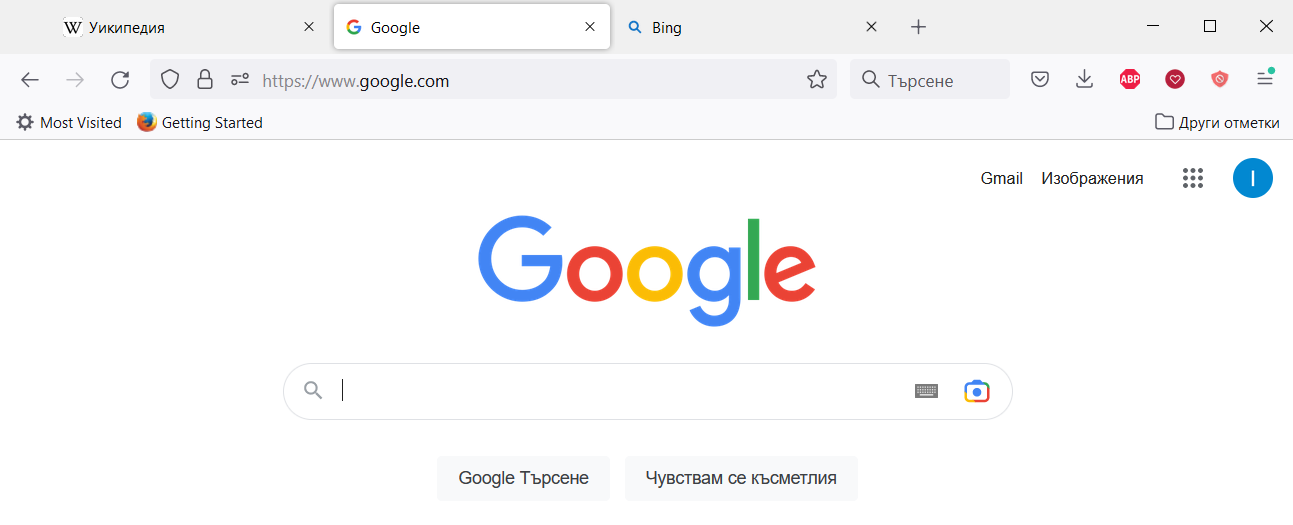 W Уикипедия Google Bing
https://www.google.com Търсене ABP
Most Visited Getting Started Други отметки
Gmail Изображения I
Google
Google Търсене Чувствам се късметлия